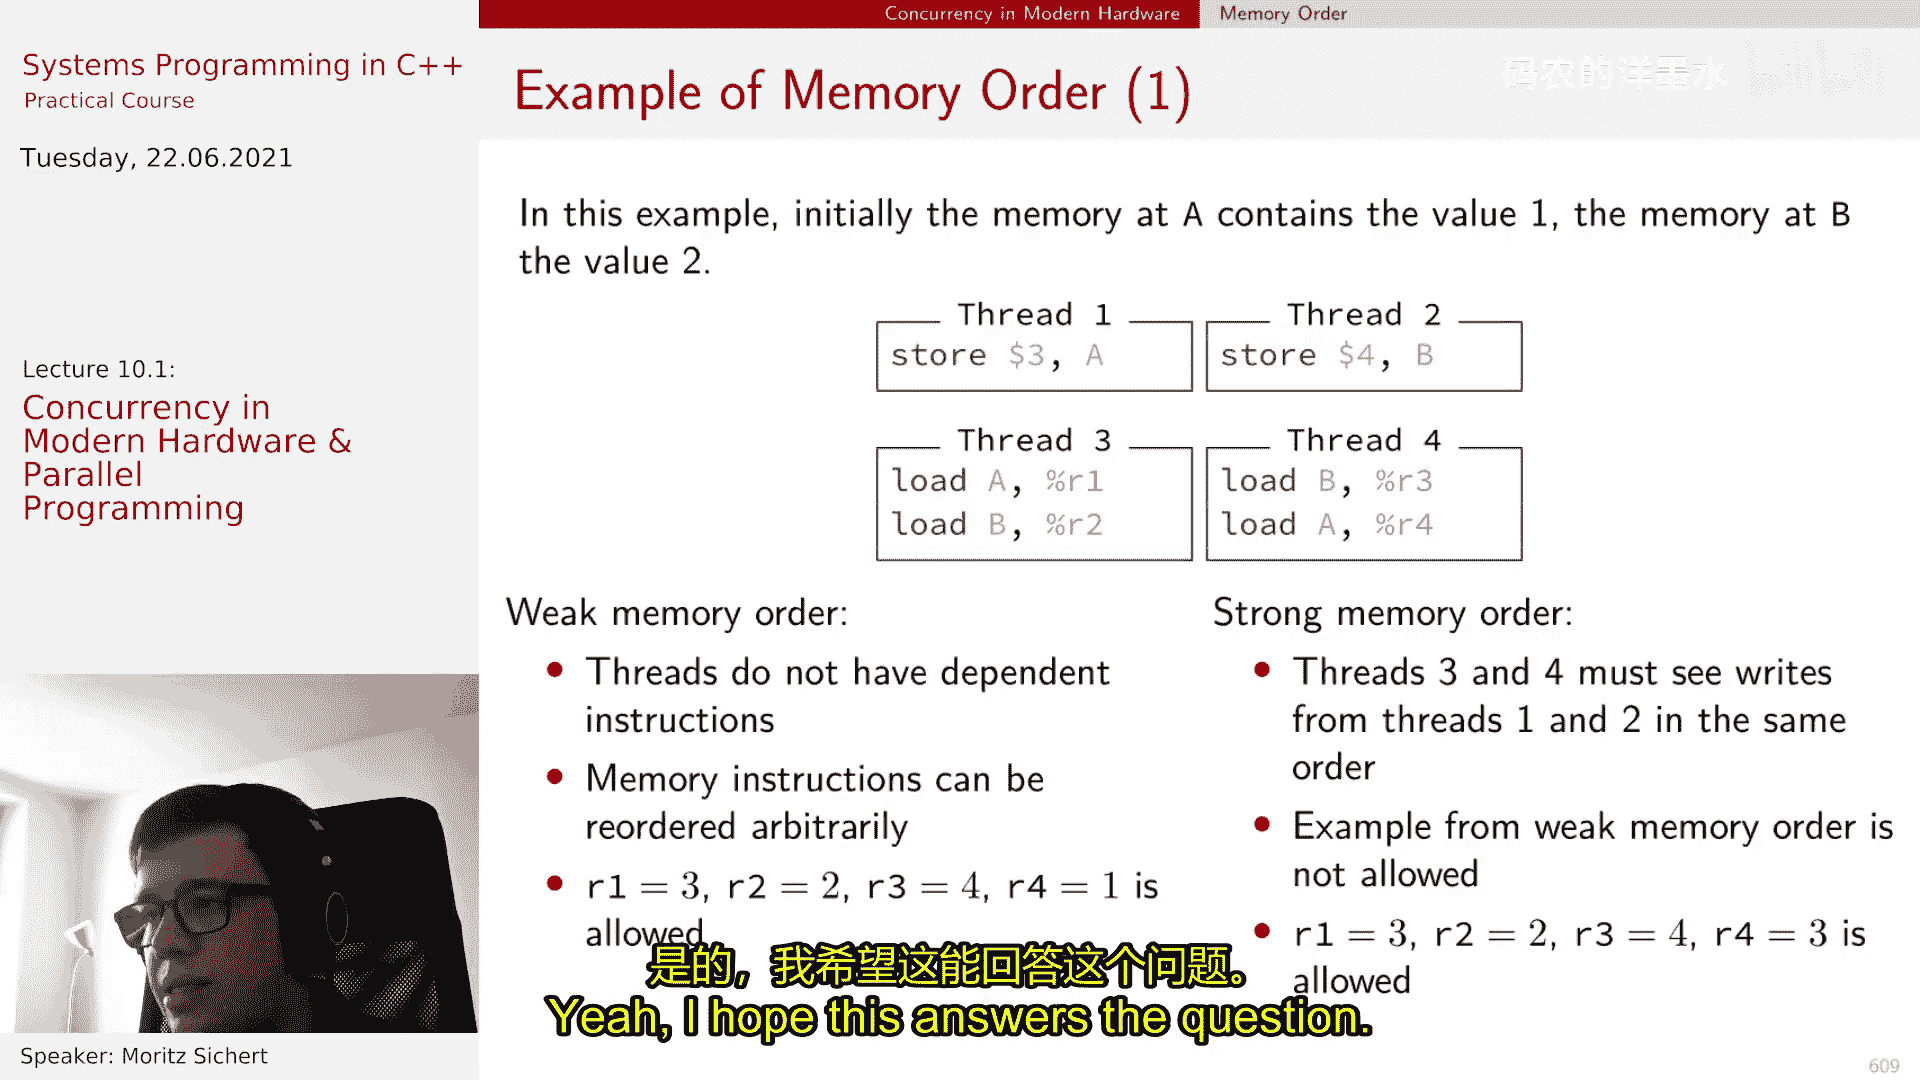 Concurrency in Modern Hardware Memory Order
Systems Programming in C++
Practical Course
Tuesday, 22.06.2021
Lecture 10.1:
Concurrency in
Modern Hardware &
Parallel
Programming
Speaker: Moritz Sichert
Example of Memory Order (1)
码农的洋墨水
In this example, initially the memory at A contains the value 1, the memory at B
the value 2.
Thread 1
store $3, A
Thread 2
store $4, B
Thread 3
load A, %r1
load B, %r2
Thread 4
load B, %r3
load A, %r4
Weak memory order:
• Threads do not have dependent
instructions
• Memory instructions can be
reordered arbitrarily
• r1 = 3, r2 = 2, r3 = 4, r4 = 1 is
allowed
Strong memory order:
• Threads 3 and 4 must see writes
from threads 1 and 2 in the same
order
• Example from weak memory order is
not allowed
• r1 = 3, r2 = 2, r3 = 4, r4 = 3 is
allowed
是的，我希望这能回答这个问题。
Yeah, I hope this answers the question.
609